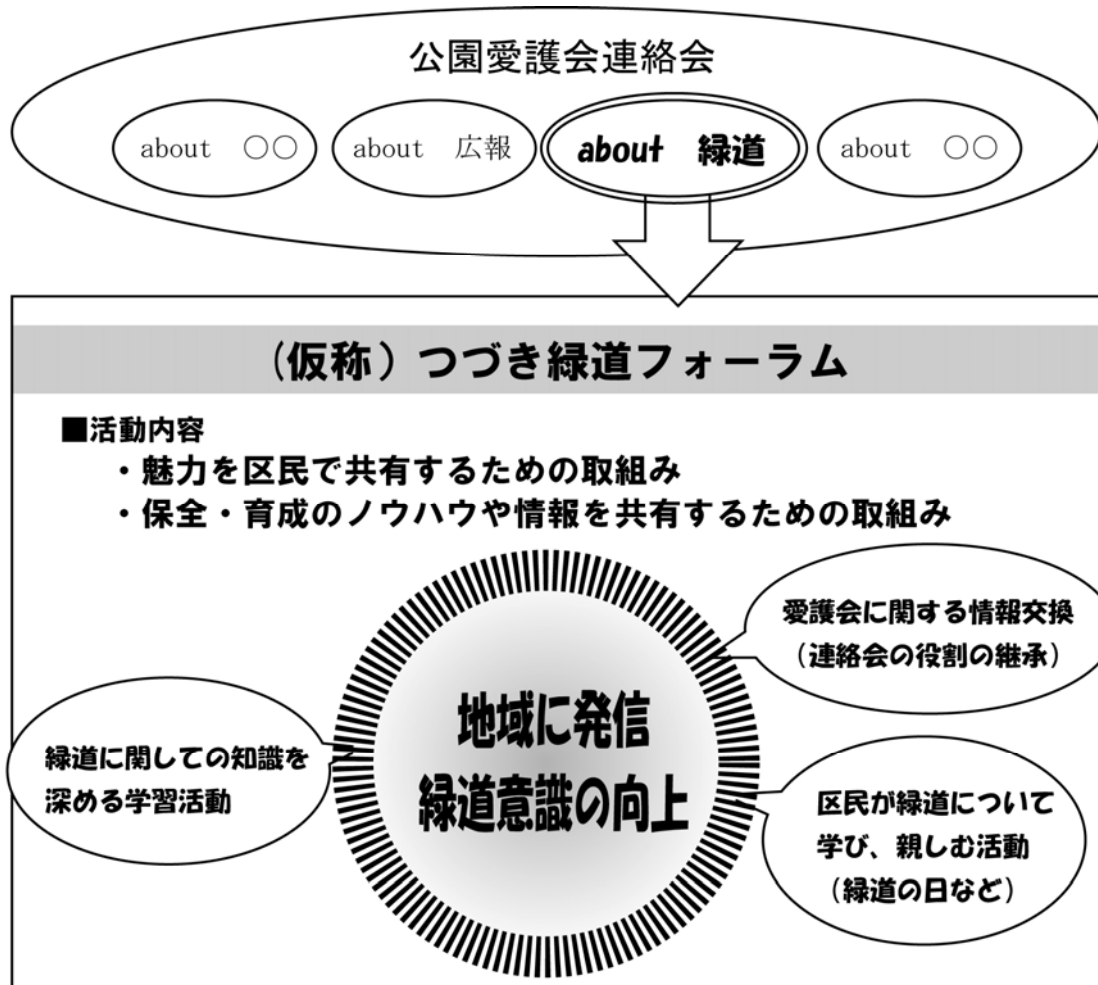 公園愛護会連絡会
about　○○
about　広報
about　緑道
about　○○
（仮称）つづき緑道フォーラム
■活動内容
・魅力を区民で共有するための取組み
・保全・育成のノウハウや情報を共有するための取組み
愛護会に関する情報交換
（連絡会の役割の継承）
地域に発信
緑道意識の向上
緑道に関しての知識を
深める学習活動
区民が緑道について
学び、親しむ活動
（緑道の日など）